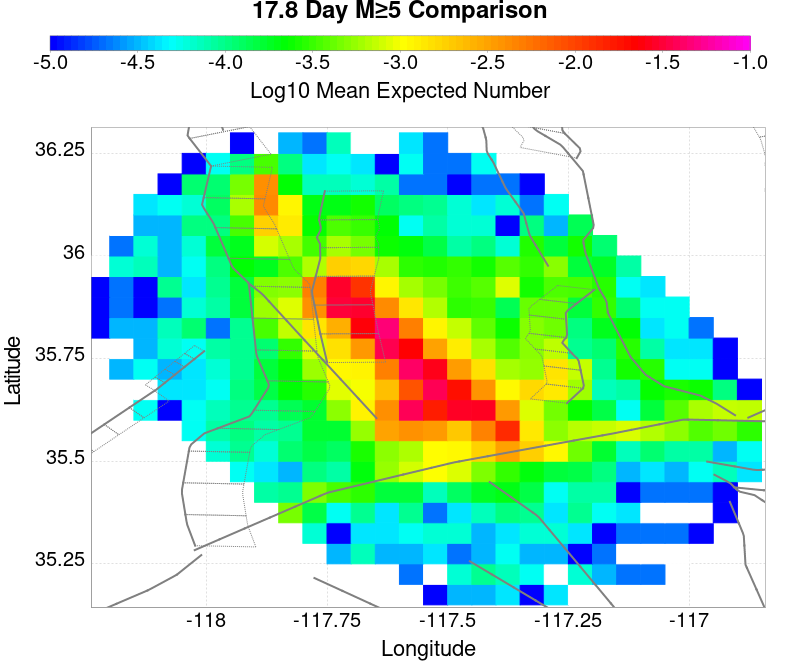 17.8 Day M≥5 Comparison
-5.0 -4.5 -4.0 -3.5 -3.0 -2.5 -2.0 -1.5 -1.0
Log10 Mean Expected Number
36.25
36
35.75
35.5
35.25
Latitude
-118 -117.75 -117.5 -117.25 -117
Longitude